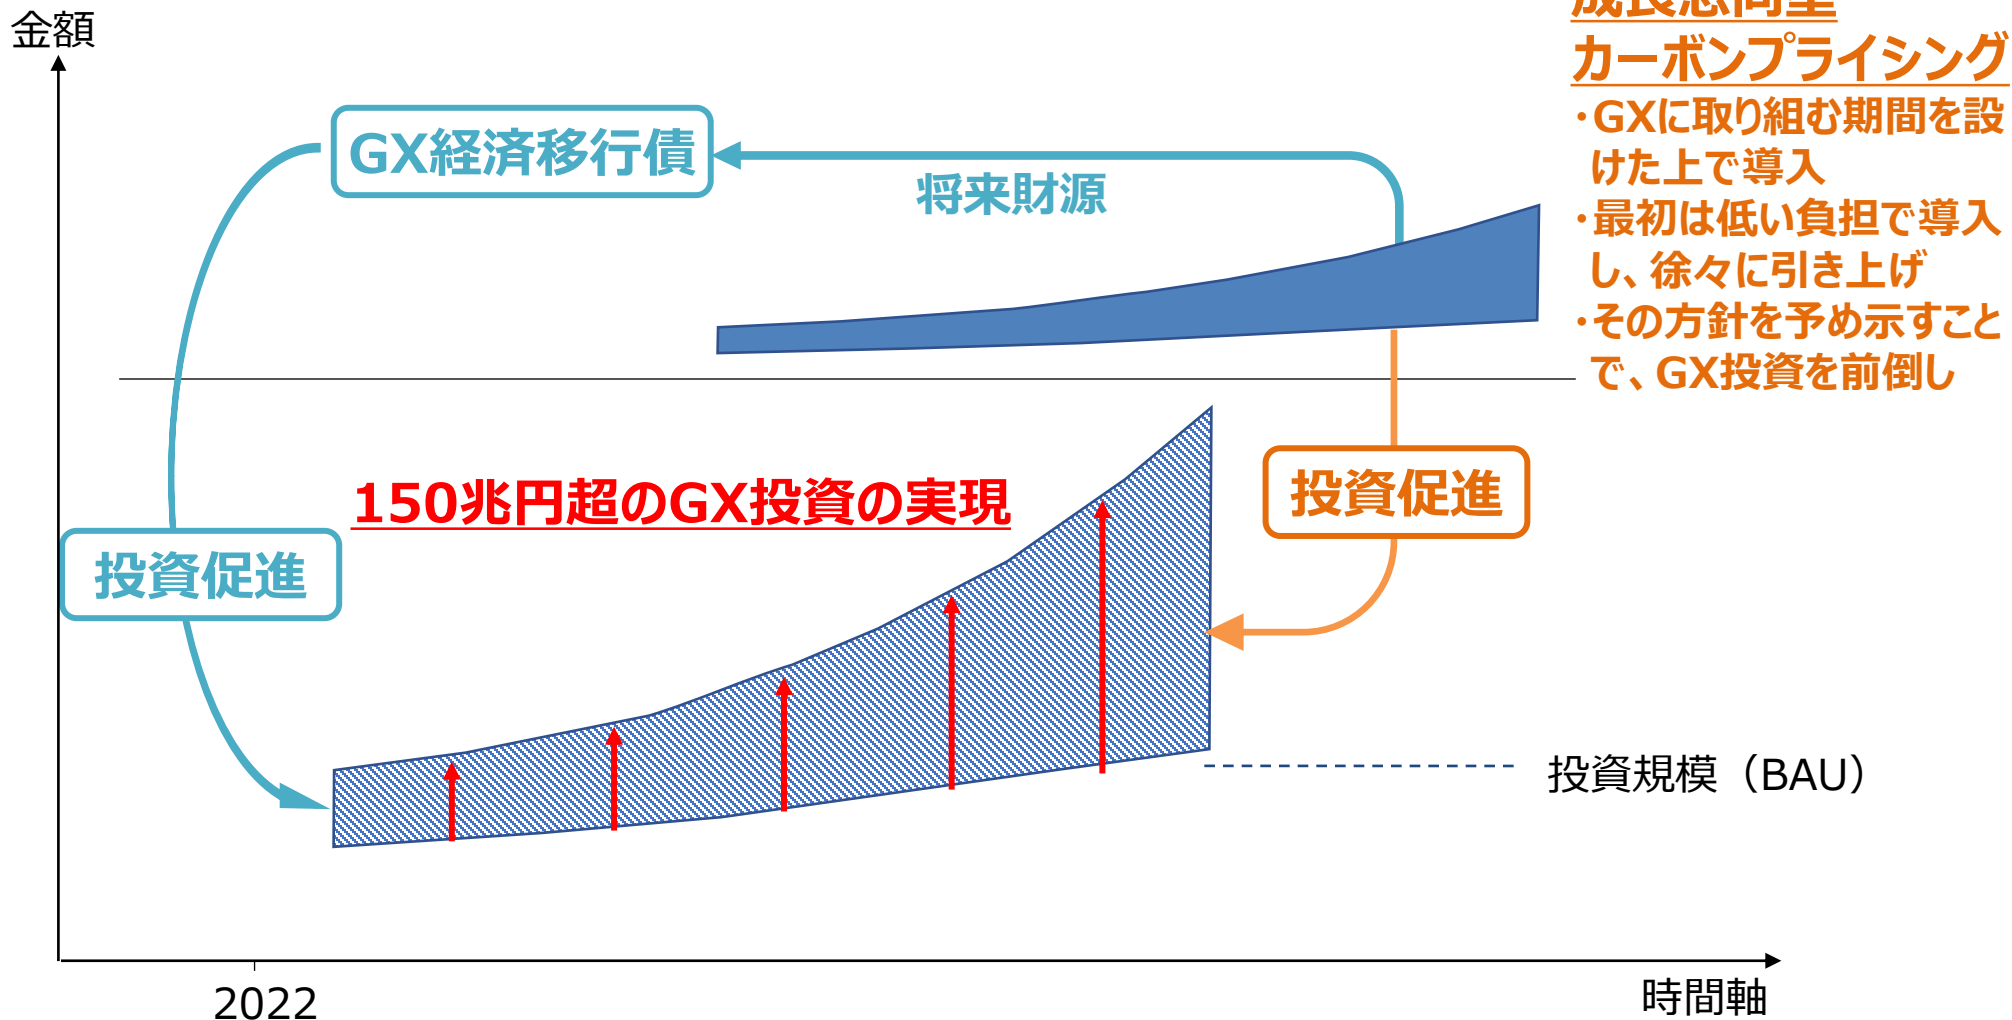 金額
成長志向型
カーボンプライシング
・GXに取り組む期間を設
けた上で導入
・最初は低い負担で導入
し、徐々に引き上げ
・その方針を予め示すこと
で、GX投資を前倒し
GX経済移行債
将来財源
150兆円超のGX投資の実現
投資促進
投資促進
投資規模（BAU）
2022
時間軸